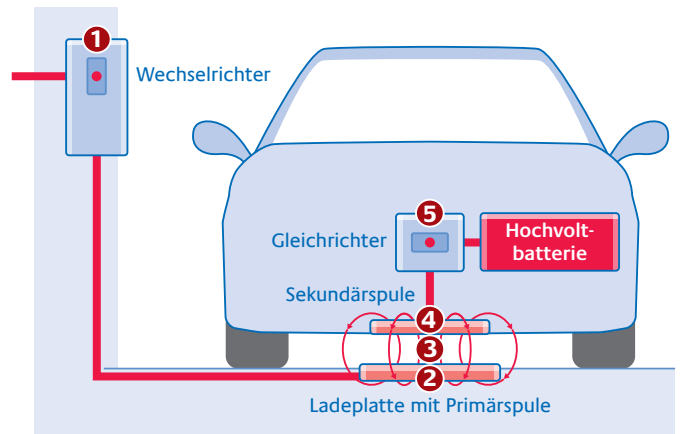 1
Wechselrichter
5
Gleichrichter
Hochvolt-
batterie
Sekundärspule
4
3
2
Ladeplatte mit Primärspule